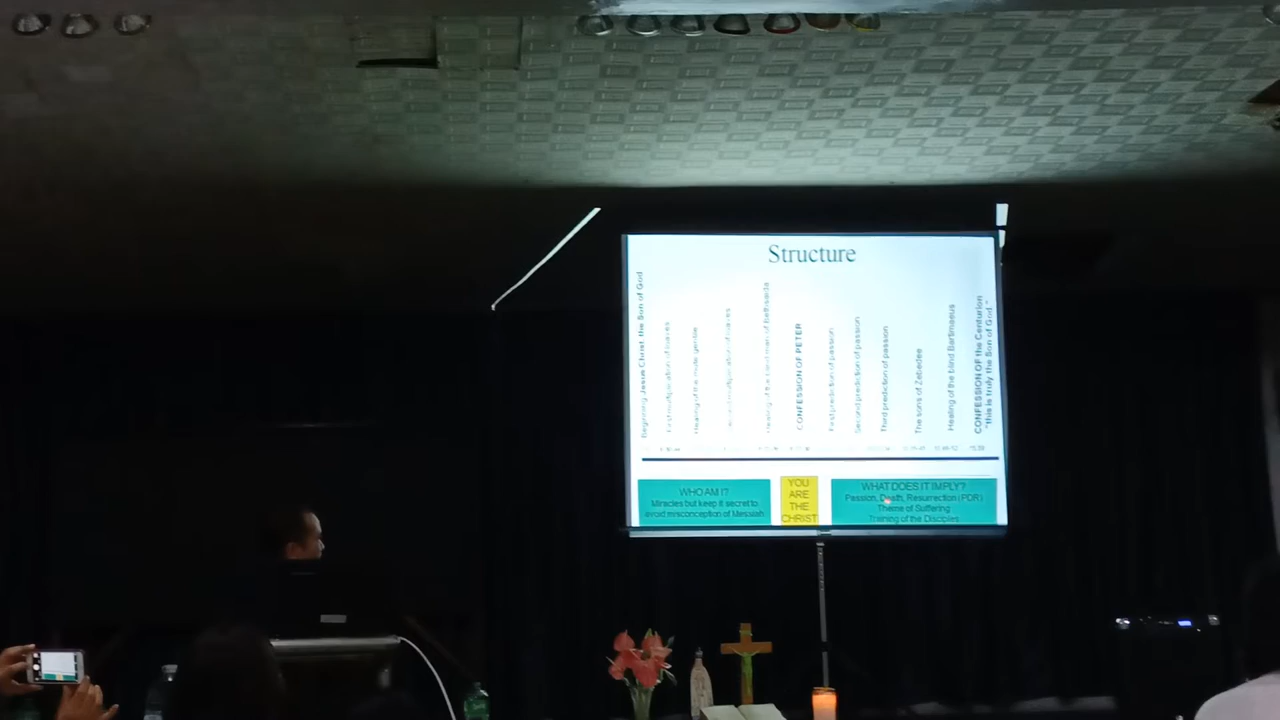 Structure
Beginning Jesus Christ the Son of God
First multiplication of loaves
Healing of the
multiplication of loaves
Healing of the blind man of Bethsaida
CONFESSION OF PETER
First prediction of passion
Second prediction of passion
Third prediction of passion
The sons of Zebedee
Healing of the blind Bartimaeus
CONFESSION OF the Centurion
"this is truly the Son of God."
WHO AM I?
Miracles but keep it secret to
avoid misconception of Messiah
YOU
ARE
THE
CHRIST
WHAT DOES IT IMPLY?
Passion, Death, Resurrection (PDR)
Theme of Suffering
Training of the Disciples